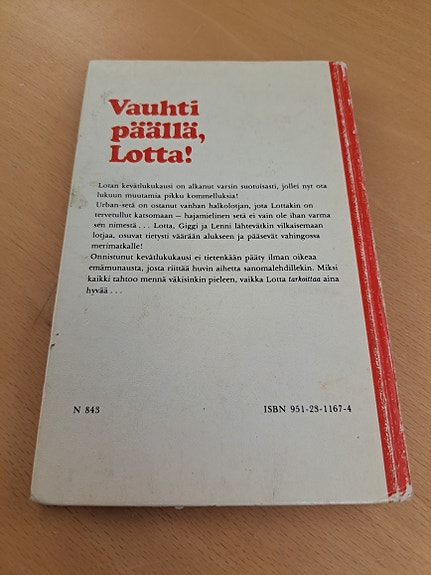 Vauhti
päällä,
Lotta!
Lotan kevätlukukausi on alkanut varsin suotuisasti, jollei nyt ota
lukuun muutamia pikku kommelluksia!
Urban-setä on ostanut vanhan halkolotjan, jota Lottakin on
tervetullut katsomaan — hajamielinen setä ei vain ole ihan varma
sen nimestä . . . Lotta, Giggi ja Lenni lähtevätkin vilkaisemaan
lotjaa, osuvat tietysti väärään alukseen ja pääsevät vahingossa
merimatkalle!
Onnistunut kevätlukukausi ei tietenkään pääty ilman oikeaa
emämunausta, josta riittää huvin aihetta sanomalehdillekin. Miksi
kaikki tahtoo mennä väkisinkin pieleen, vaikka Lotta tarkoittaa aina
hyvää . . .
N 843 ISBN 951-23-1167-4